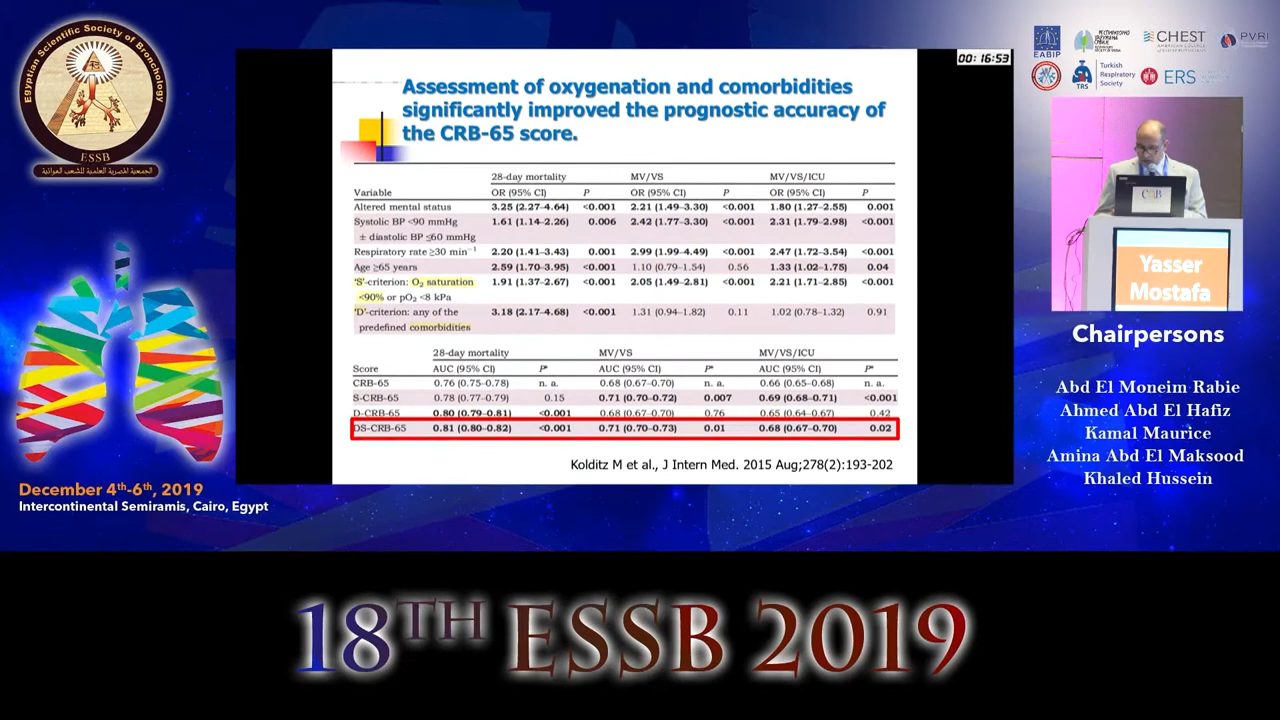 Egyptian Scientific Society of Bronchology
ESSB
الجمعية المصرية العلمية للشعب الهوائية
December 4th-6th, 2019
Intercontinental Semiramis, Cairo, Egypt
00: 16:53
Assessment of oxygenation and comorbidities
significantly improved the prognostic accuracy of
the CRB-65 score.
28-day mortality MV/VS MV/VS/ICU
Variable OR (95% CI) P OR (95% CI) P OR (95% CI) P
Altered mental status 3.25 (2.27–4.64) <0.001 2.21 (1.49–3.30) <0.001 1.80 (1.27–2.55) 0.001
Systolic BP <90 mmHg 1.61 (1.14–2.26) 0.006 2.42 (1.77–3.30) <0.001 2.31 (1.79–2.98) <0.001
± diastolic BP ≤60 mmHg
Respiratory rate ≥30 min⁻¹ 2.20 (1.41–3.43) 0.001 2.99 (1.99–4.49) <0.001 2.47 (1.72–3.54) <0.001
Age ≥65 years 2.59 (1.70–3.95) <0.001 1.10 (0.79–1.54) 0.56 1.33 (1.02–1.75) 0.04
'S'-criterion: O₂ saturation 1.91 (1.37–2.67) <0.001 2.05 (1.49–2.81) <0.001 2.21 (1.71–2.85) <0.001
<90% or pO₂ <8 kPa
'D'-criterion: any of the 3.18 (2.17–4.68) <0.001 1.31 (0.94–1.82) 0.11 1.02 (0.78–1.32) 0.91
predefined comorbidities
28-day mortality MV/VS MV/VS/ICU
Score AUC (95% CI) P* AUC (95% CI) P* AUC (95% CI) P*
CRB-65 0.76 (0.75–0.78) n. a. 0.68 (0.67–0.70) n. a. 0.66 (0.65–0.68) n. a.
S-CRB-65 0.78 (0.77–0.79) 0.15 0.71 (0.70–0.72) 0.007 0.69 (0.68–0.71) <0.001
D-CRB-65 0.80 (0.79–0.81) <0.001 0.68 (0.67–0.70) 0.76 0.65 (0.64–0.67) 0.42
DS-CRB-65 0.81 (0.80–0.82) <0.001 0.71 (0.70–0.73) 0.01 0.68 (0.67–0.70) 0.02
Kolditz M et al., J Intern Med. 2015 Aug;278(2):193-202
EABIP
CHEST
PVRI
TRS
Turkish
Respiratory
Society
ERS
Yasser
Mostafa
Chairpersons
Abd El Moneim Rabie
Ahmed Abd El Hafiz
Kamal Maurice
Amina Abd El Maksood
Khaled Hussein
18TH ESSB 2019